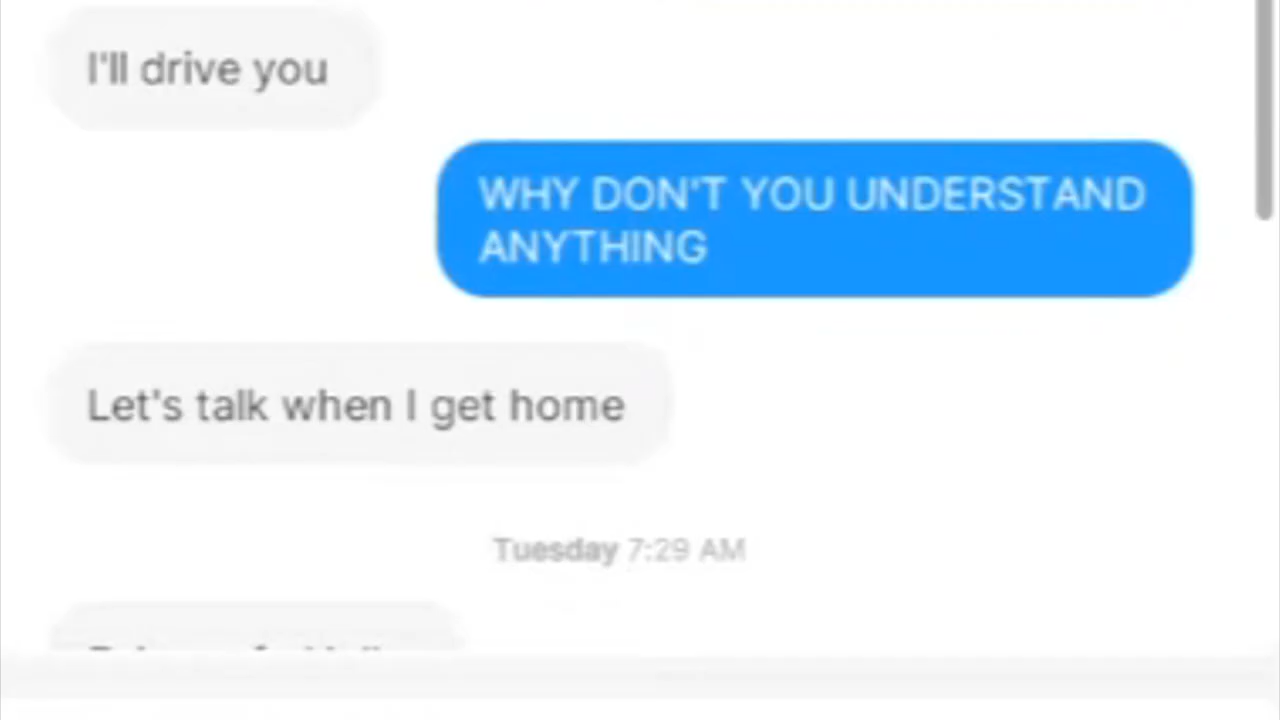 I'll drive you
WHY DON'T YOU UNDERSTAND
ANYTHING
Let's talk when I get home
Tuesday 7:29 AM